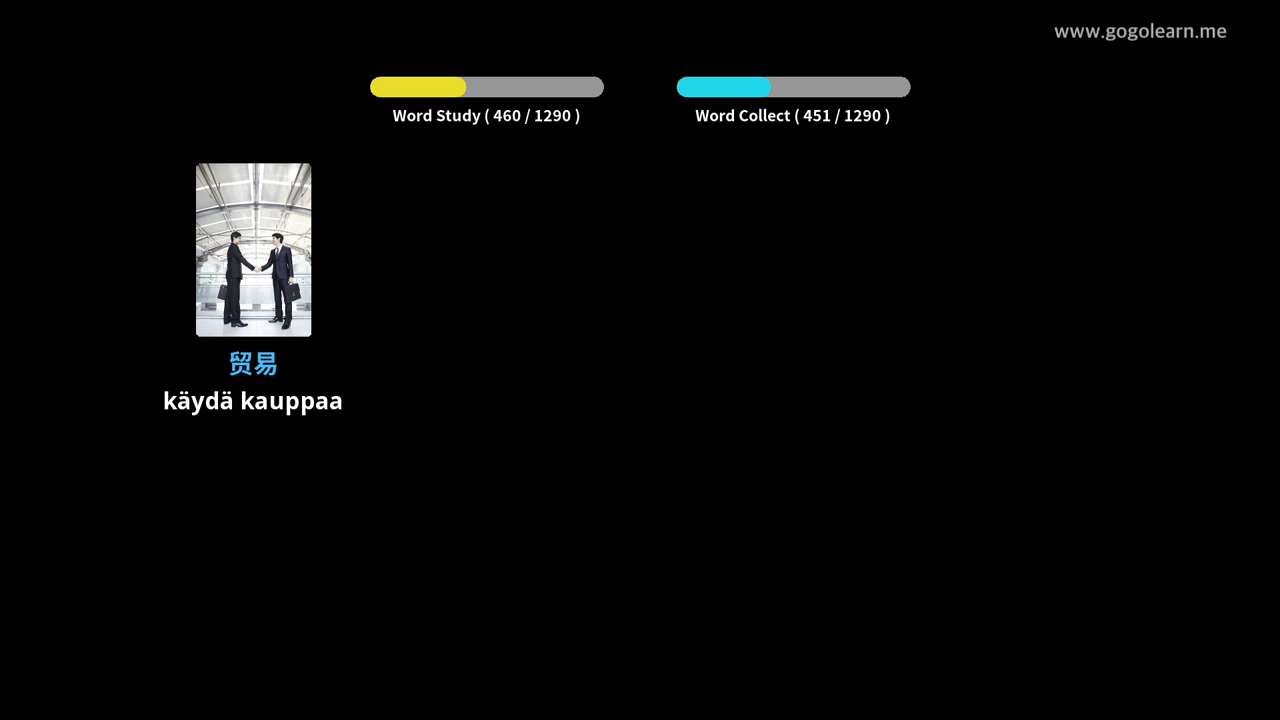 www.gogolearn.me
Word Study ( 460 / 1290 )
Word Collect ( 451 / 1290 )
贸易
käydä kauppaa